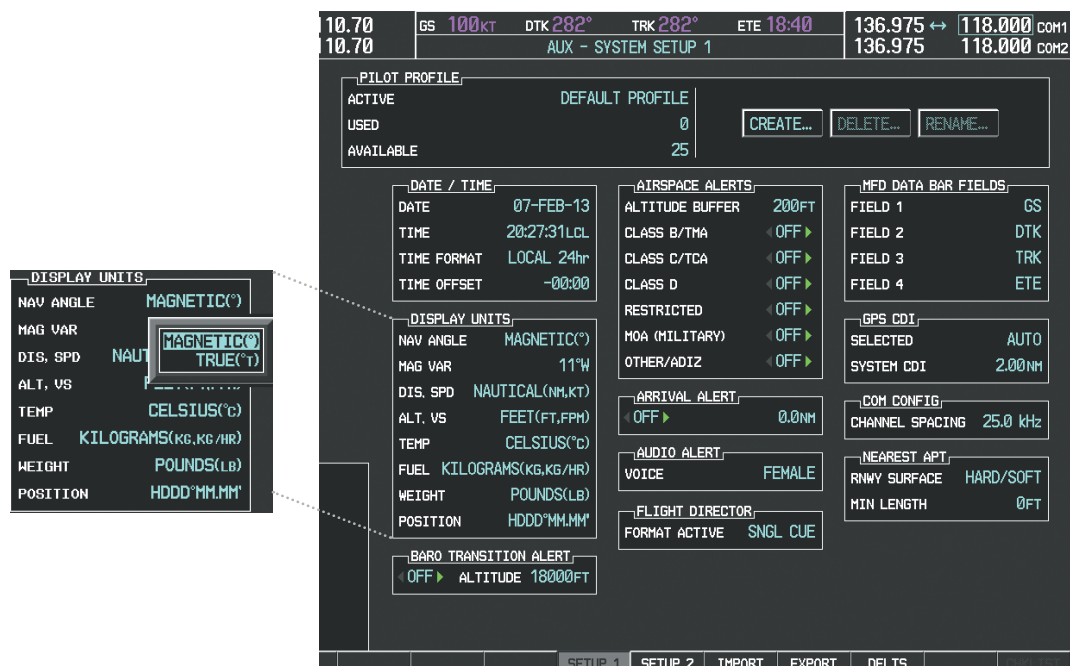 10.70 GS 100KT DTK 282° TRK 282° ETE 18:40 136.975 ↔ 118.000 COM1
10.70 AUX – SYSTEM SETUP 1 136.975 118.000 COM2
PILOT PROFILE
ACTIVE DEFAULT PROFILE
USED 0
AVAILABLE 25
CREATE... DELETE... RENAME...
DATE / TIME
DATE 07-FEB-13
TIME 20:27:31LCL
TIME FORMAT LOCAL 24hr
TIME OFFSET -00:00
DISPLAY UNITS
NAV ANGLE MAGNETIC(°)
MAG VAR 11°W
DIS, SPD NAUTICAL(NM,KT)
ALT, VS FEET(FT,FPM)
TEMP CELSIUS(°C)
FUEL KILOGRAMS(KG,KG/HR)
WEIGHT POUNDS(LB)
POSITION HDDD°MM.MM'
BARO TRANSITION ALERT
OFF ALTITUDE 18000FT
AIRSPACE ALERTS
ALTITUDE BUFFER 200FT
CLASS B/TMA OFF
CLASS C/TCA OFF
CLASS D OFF
RESTRICTED OFF
MOA (MILITARY) OFF
OTHER/ADIZ OFF
ARRIVAL ALERT
OFF 0.0NM
AUDIO ALERT
VOICE FEMALE
FLIGHT DIRECTOR
FORMAT ACTIVE SNGL CUE
MFD DATA BAR FIELDS
FIELD 1 GS
FIELD 2 DTK
FIELD 3 TRK
FIELD 4 ETE
GPS CDI
SELECTED AUTO
SYSTEM CDI 2.00NM
COM CONFIG
CHANNEL SPACING 25.0 kHz
NEAREST APT
RNWY SURFACE HARD/SOFT
MIN LENGTH 0FT
DISPLAY UNITS
NAV ANGLE MAGNETIC(°)
MAG VAR
MAGNETIC(°)
TRUE(°T)
DIS, SPD NAUT
ALT, VS
TEMP CELSIUS(°C)
FUEL KILOGRAMS(KG,KG/HR)
WEIGHT POUNDS(LB)
POSITION HDDD°MM.MM'
SETUP 1 SETUP 2 IMPORT EXPORT DFLTS